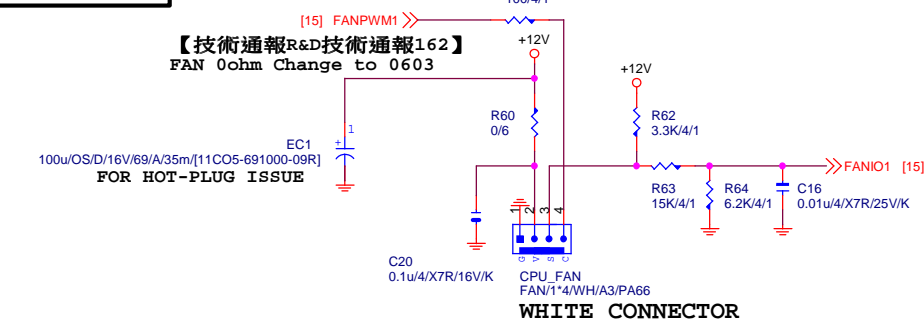 [15] FANPWM1
【技術通報R&D技術通報162】
FAN 0ohm Change to 0603
+12V
+12V
R60
0/6
R62
3.3K/4/1
1
+
EC1
100u/OS/D/16V/69/A/35m/[11CO5-691000-09R]
FOR HOT-PLUG ISSUE
FANIO1 [15]
R63
15K/4/1
R64
6.2K/4/1
C16
0.01u/4/X7R/25V/K
1 2 3 4
G V S C
C20
0.1u/4/X7R/16V/K
CPU_FAN
FAN/1*4/WH/A3/PA66
WHITE CONNECTOR